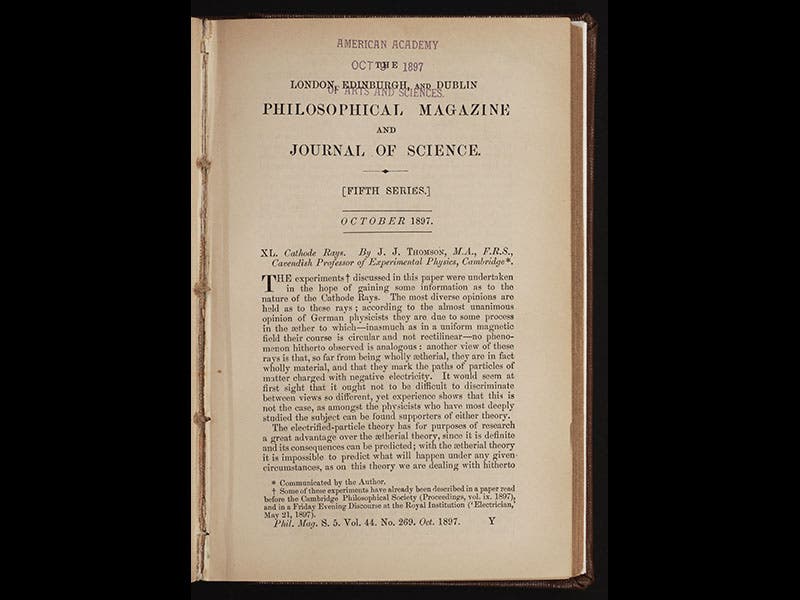 AMERICAN ACADEMY
THE
OCT 1897
LONDON, EDINBURGH, AND DUBLIN
OF ARTS AND SCIENCES.
PHILOSOPHICAL MAGAZINE
AND
JOURNAL OF SCIENCE.
[FIFTH SERIES.]
OCTOBER 1897.
XL. Cathode Rays. By J. J. THOMSON, M.A., F.R.S.,
Cavendish Professor of Experimental Physics, Cambridge*.
THE experiments† discussed in this paper were undertaken
in the hope of gaining some information as to the
nature of the Cathode Rays. The most diverse opinions are
held as to these rays; according to the almost unanimous
opinion of German physicists they are due to some process
in the æther to which—inasmuch as in a uniform magnetic
field their course is circular and not rectilinear—no pheno-
menon hitherto observed is analogous: another view of these
rays is that, so far from being wholly ætherial, they are in fact
wholly material, and that they mark the paths of particles of
matter charged with negative electricity. It would seem at
first sight that it ought not to be difficult to discriminate
between views so different, yet experience shows that this is
not the case, as amongst the physicists who have most deeply
studied the subject can be found supporters of either theory.
The electrified-particle theory has for purposes of research
a great advantage over the ætherial theory, since it is definite
and its consequences can be predicted; with the ætherial theory
it is impossible to predict what will happen under any given
circumstances, as on this theory we are dealing with hitherto
* Communicated by the Author.
† Some of these experiments have already been described in a paper read
before the Cambridge Philosophical Society (Proceedings, vol. ix. 1897),
and in a Friday Evening Discourse at the Royal Institution ('Electrician,'
May 21, 1897).
Phil. Mag. S. 5. Vol. 44. No. 269. Oct. 1897. Y